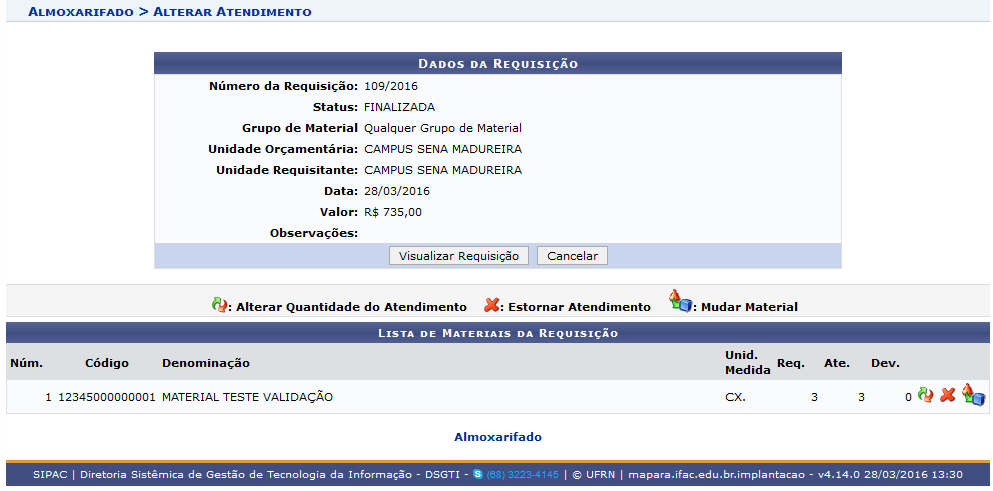 Almoxarifado > Alterar Atendimento
Dados da Requisição
Número da Requisição: 109/2016
Status: FINALIZADA
Grupo de Material Qualquer Grupo de Material
Unidade Orçamentária: CAMPUS SENA MADUREIRA
Unidade Requisitante: CAMPUS SENA MADUREIRA
Data: 28/03/2016
Valor: R$ 735,00
Observações:
Visualizar Requisição Cancelar
: Alterar Quantidade do Atendimento : Estornar Atendimento : Mudar Material
Lista de Materiais da Requisição
Núm. Código Denominação Unid. Medida Req. Ate. Dev.
1 12345000000001 MATERIAL TESTE VALIDAÇÃO CX. 3 3 0
Almoxarifado
SIPAC | Diretoria Sistêmica de Gestão de Tecnologia da Informação - DSGTI - (68) 3223-4145 | © UFRN | mapara.ifac.edu.br.implantacao - v4.14.0 28/03/2016 13:30